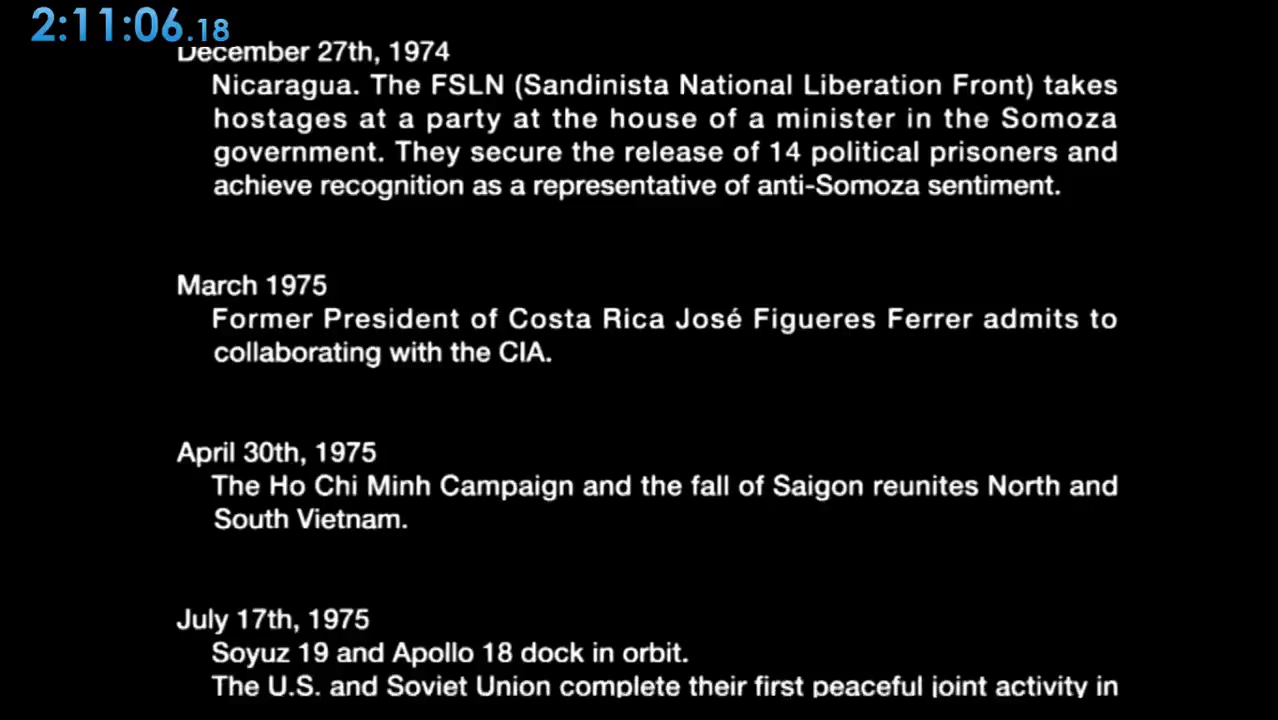 2:11:06.18
December 27th, 1974
Nicaragua. The FSLN (Sandinista National Liberation Front) takes
hostages at a party at the house of a minister in the Somoza
government. They secure the release of 14 political prisoners and
achieve recognition as a representative of anti-Somoza sentiment.
March 1975
Former President of Costa Rica José Figueres Ferrer admits to
collaborating with the CIA.
April 30th, 1975
The Ho Chi Minh Campaign and the fall of Saigon reunites North and
South Vietnam.
July 17th, 1975
Soyuz 19 and Apollo 18 dock in orbit.
The U.S. and Soviet Union complete their first peaceful joint activity in